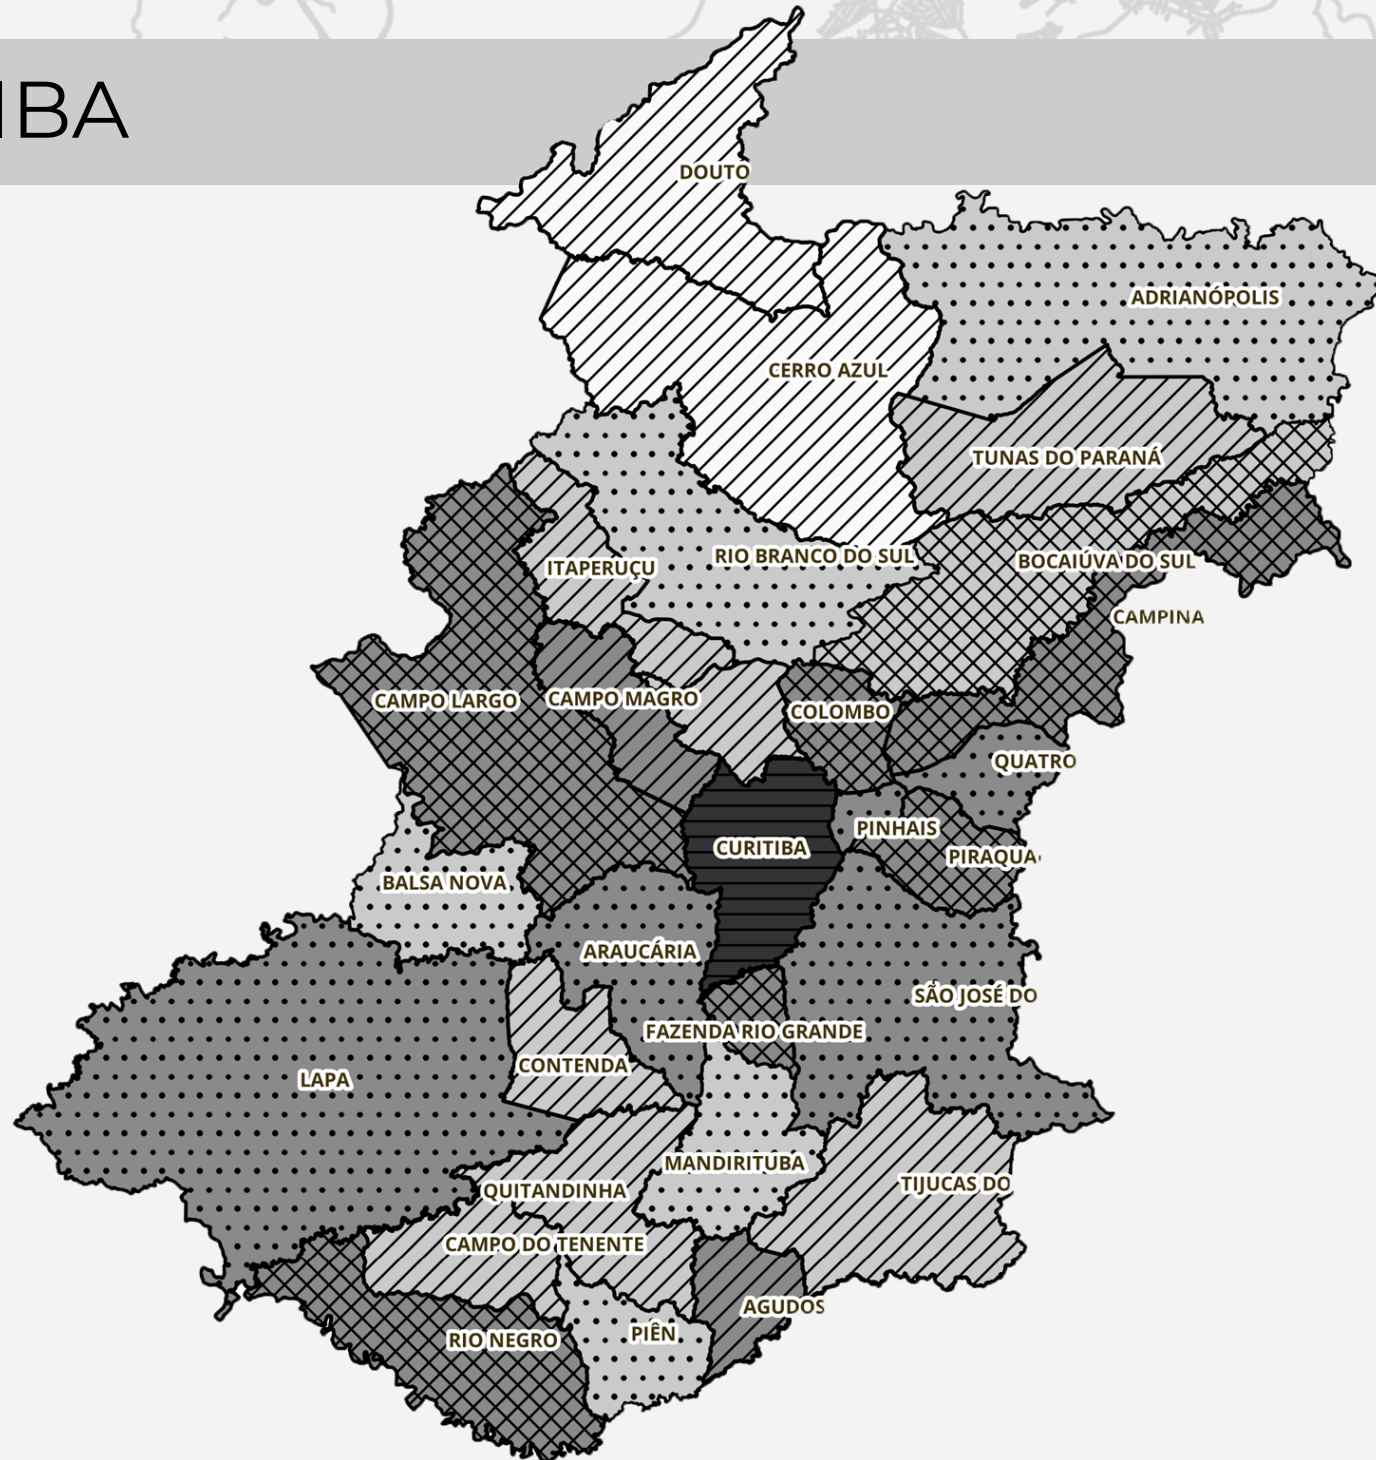 IBA
DOUTO
ADRIANÓPOLIS
CERRO AZUL
TUNAS DO PARANÁ
RIO BRANCO DO SUL
BOCAIÚVA DO SUL
ITAPERUÇU
CAMPINA
CAMPO LARGO
CAMPO MAGRO
COLOMBO
QUATRO
PINHAIS
CURITIBA
PIRAQUA
BALSA NOVA
ARAUCÁRIA
SÃO JOSÉ DO
FAZENDA RIO GRANDE
CONTENDA
LAPA
MANDIRITUBA
TIJUCAS DO
QUITANDINHA
CAMPO DO TENENTE
AGUDOS
PIÊN
RIO NEGRO